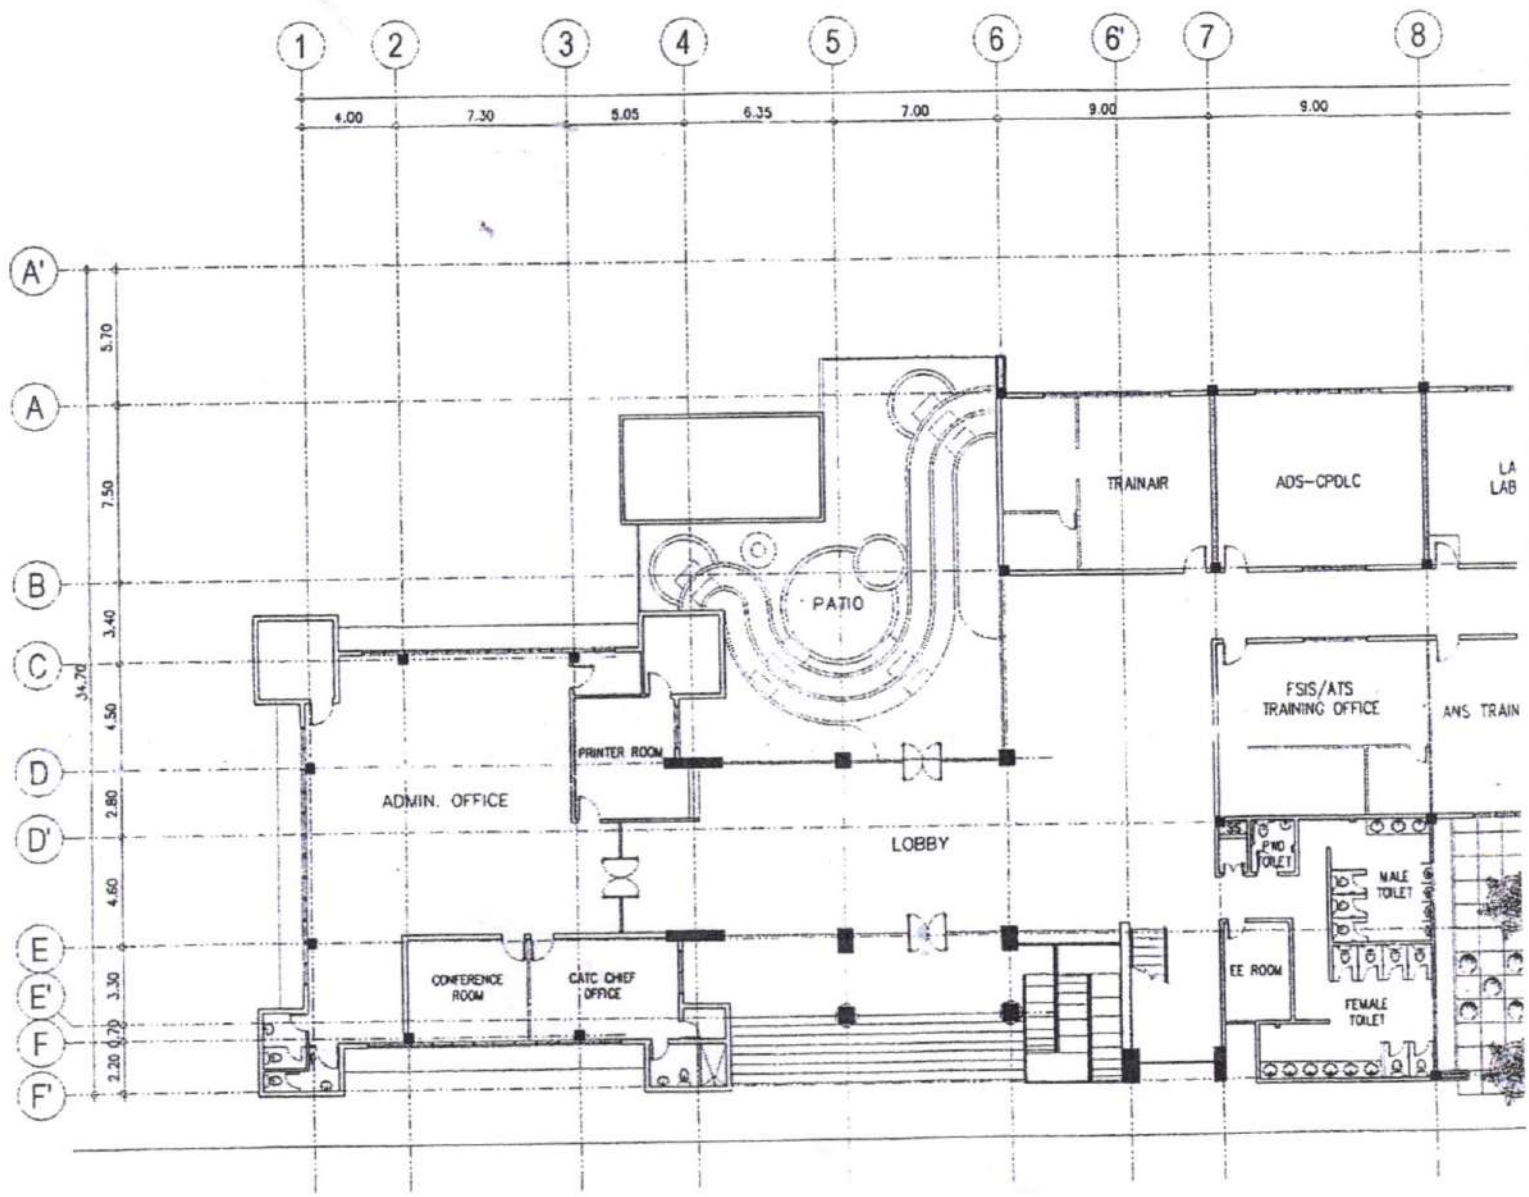 1 2 3 4 5 6 6' 7 8
4.00 7.30 5.05 6.35 7.00 9.00 9.00
A'
5.70
A
7.50
LA
TRAINAIR
ADS-CPDLC
LAB
B
PATIO
3.40
C
34.70
4.50
FSIS/ATS
TRAINING OFFICE
ANS TRAIN
PRINTER ROOM
D
2.80
ADMIN. OFFICE
D'
LOBBY
SS
PWD
TOILET
MALE
TOILET
4.60
E
3.30
CONFERENCE
ROOM
CATC CHIEF
OFFICE
EE ROOM
E'
FEMALE
TOILET
0.70
F
2.20
F'